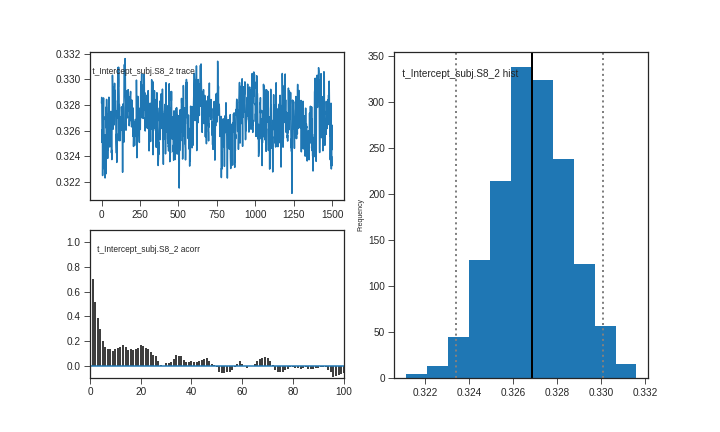 0.332
0.330
0.328
0.326
0.324
0.322
t_Intercept_subj.S8_2 trace
0 250 500 750 1000 1250 1500
1.0
0.8
0.6
0.4
0.2
0.0
t_Intercept_subj.S8_2 acorr
0 20 40 60 80 100
Frequency
350
300
250
200
150
100
50
0
t_Intercept_subj.S8_2 hist
0.322 0.324 0.326 0.328 0.330 0.332